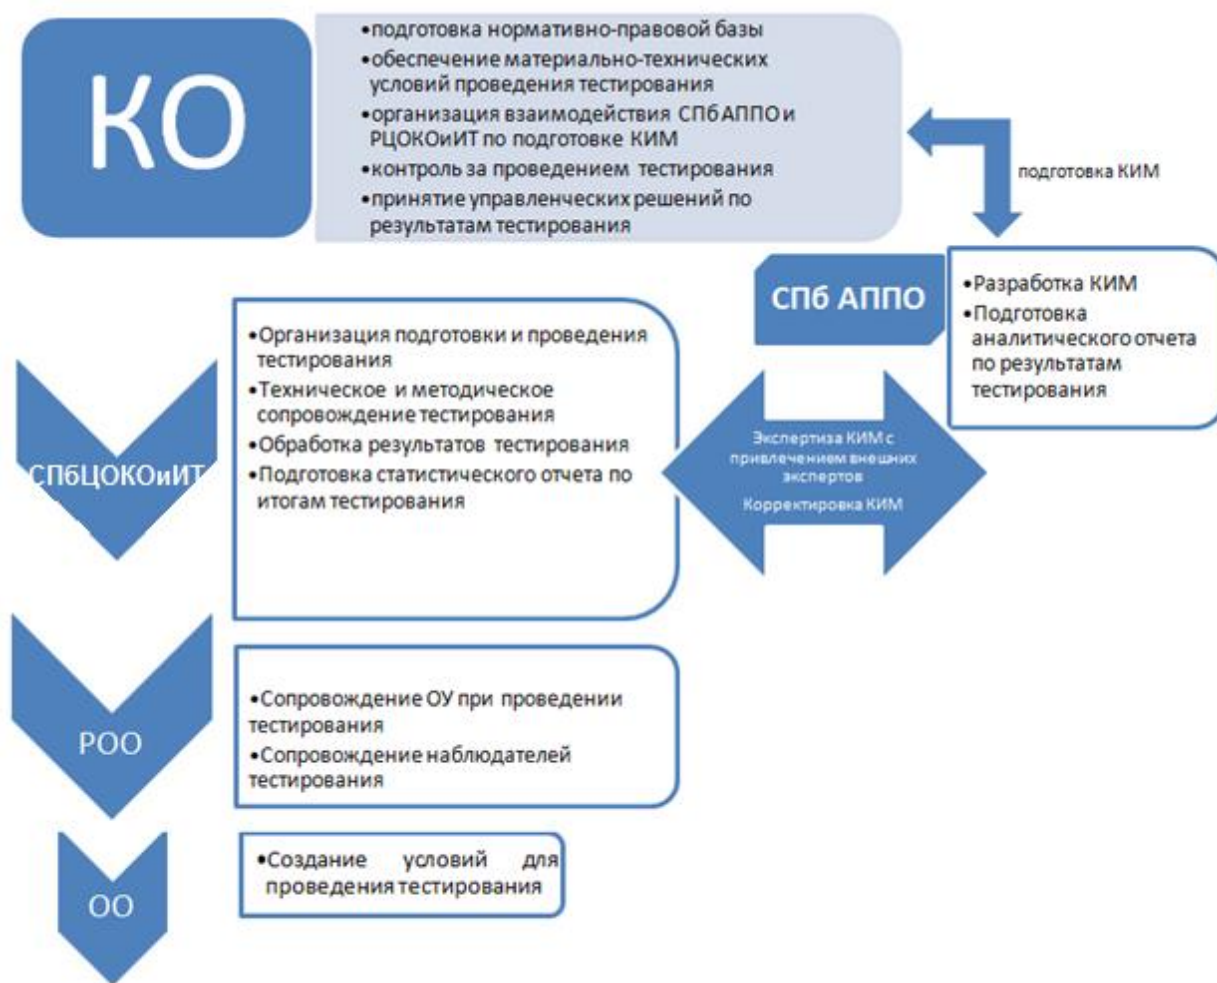 КО
•подготовка нормативно-правовой базы
•обеспечение материально-технических
условий проведения тестирования
•организация взаимодействия СПб АППО и
РЦОКОиИТ по подготовке КИМ
•контроль за проведением тестирования
•принятие управленческих решений по
результатам тестирования
подготовка КИМ
СПб АППО
•Разработка КИМ
•Подготовка
аналитического отчета
по результатам
тестирования
СПбЦОКОиИТ
•Организация подготовки и проведения
тестирования
•Техническое и методическое
сопровождение тестирования
•Обработка результатов тестирования
•Подготовка статистического отчета по
итогам тестирования
Экспертиза КИМ с
привлечением внешних
экспертов
Корректировка КИМ
РОО
•Сопровождение ОУ при проведении
тестирования
•Сопровождение наблюдателей
тестирования
ОО
•Создание условий для
проведения тестирования